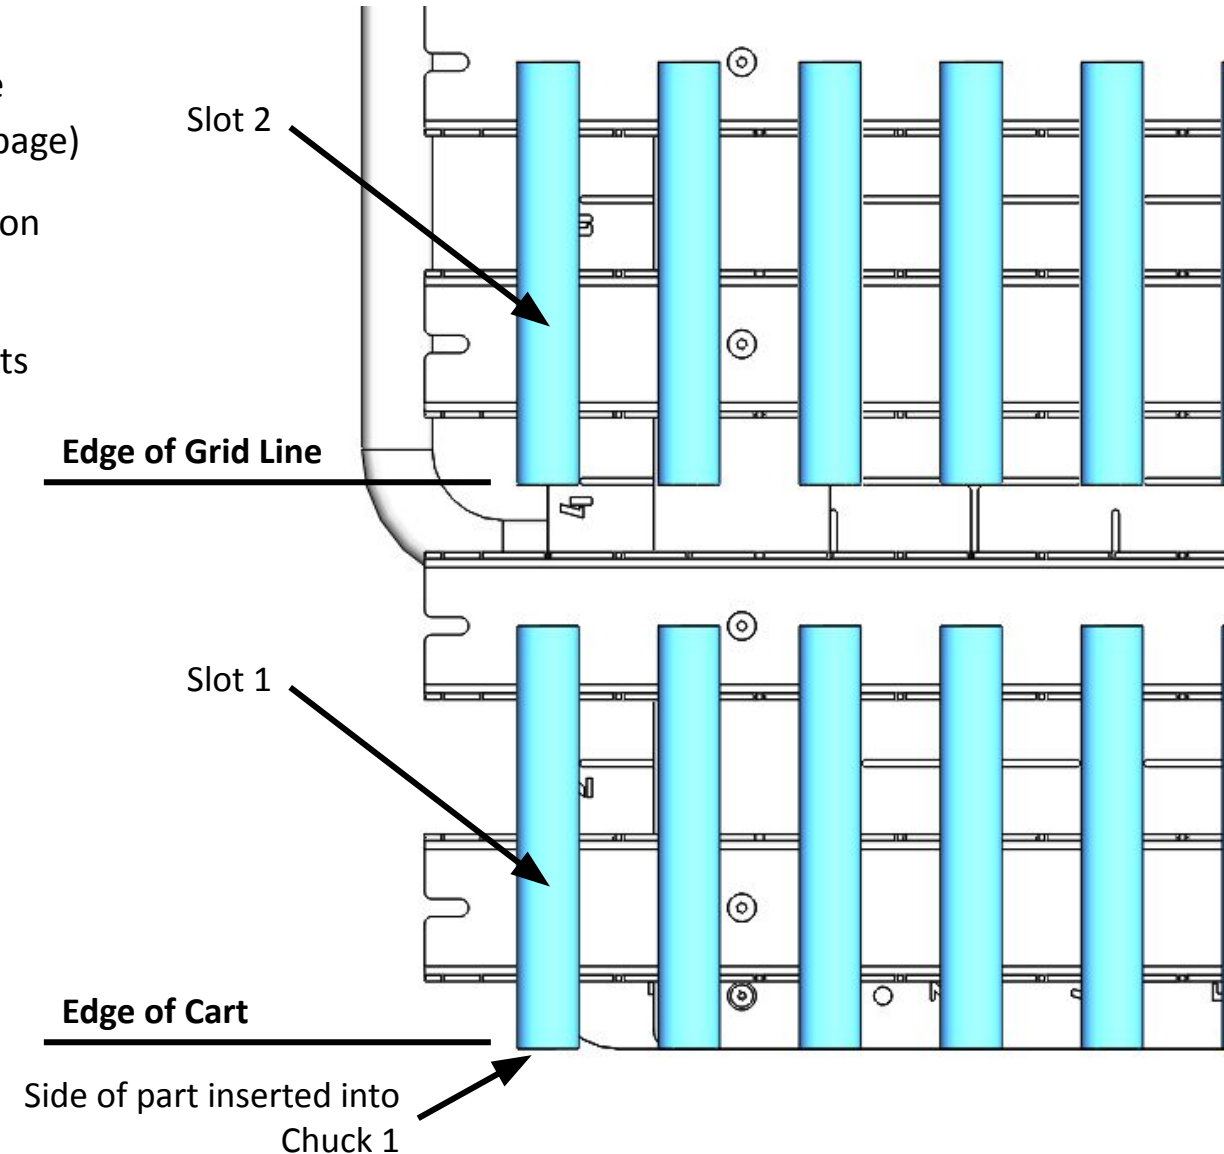 e
Slot 2
page)
on
ts
Edge of Grid Line
Slot 1
Edge of Cart
Side of part inserted into
Chuck 1